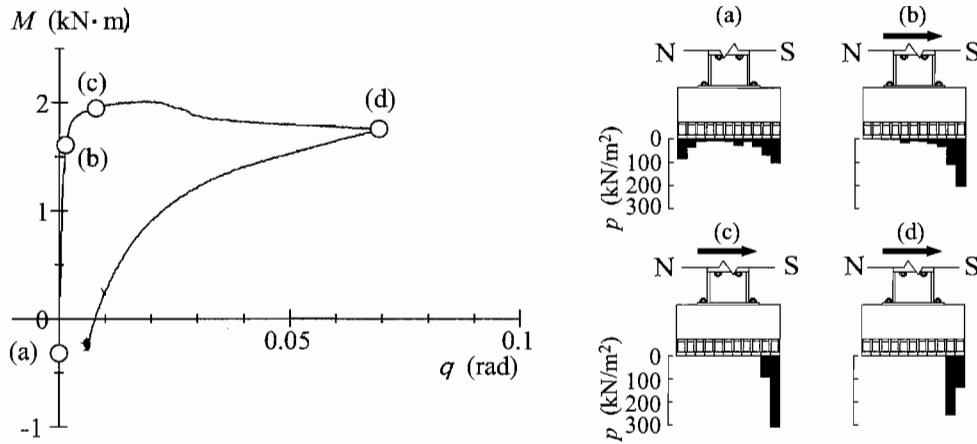 M (kN·m)
2
1
0
-1
(a)
(b)
(c)
(d)
0.05
0.1
q (rad)
(a)
N S
0
100
200
300
p (kN/m²)
(b)
N S
(c)
N S
0
100
200
300
p (kN/m²)
(d)
N S